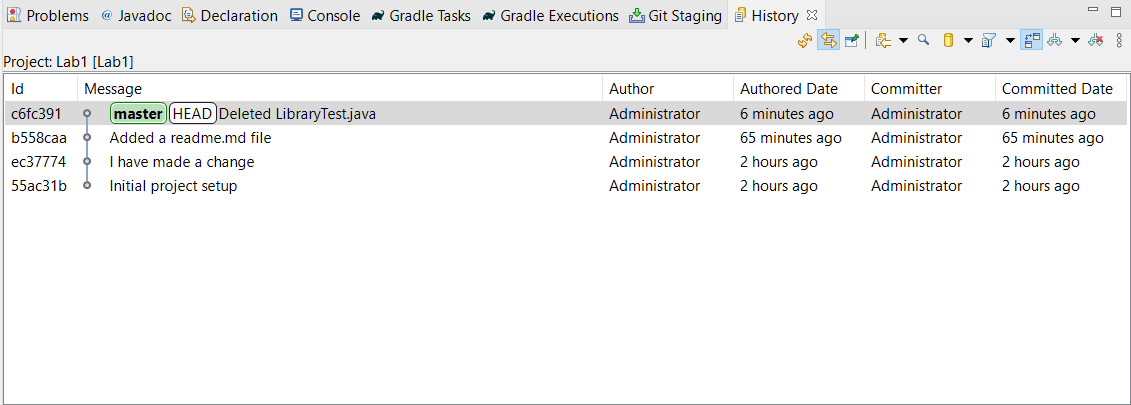 Problems @ Javadoc Declaration Console Gradle Tasks Gradle Executions Git Staging History
Project: Lab1 [Lab1]
Id Message Author Authored Date Committer Committed Date
c6fc391 master HEAD Deleted LibraryTest.java Administrator 6 minutes ago Administrator 6 minutes ago
b558caa Added a readme.md file Administrator 65 minutes ago Administrator 65 minutes ago
ec37774 I have made a change Administrator 2 hours ago Administrator 2 hours ago
55ac31b Initial project setup Administrator 2 hours ago Administrator 2 hours ago